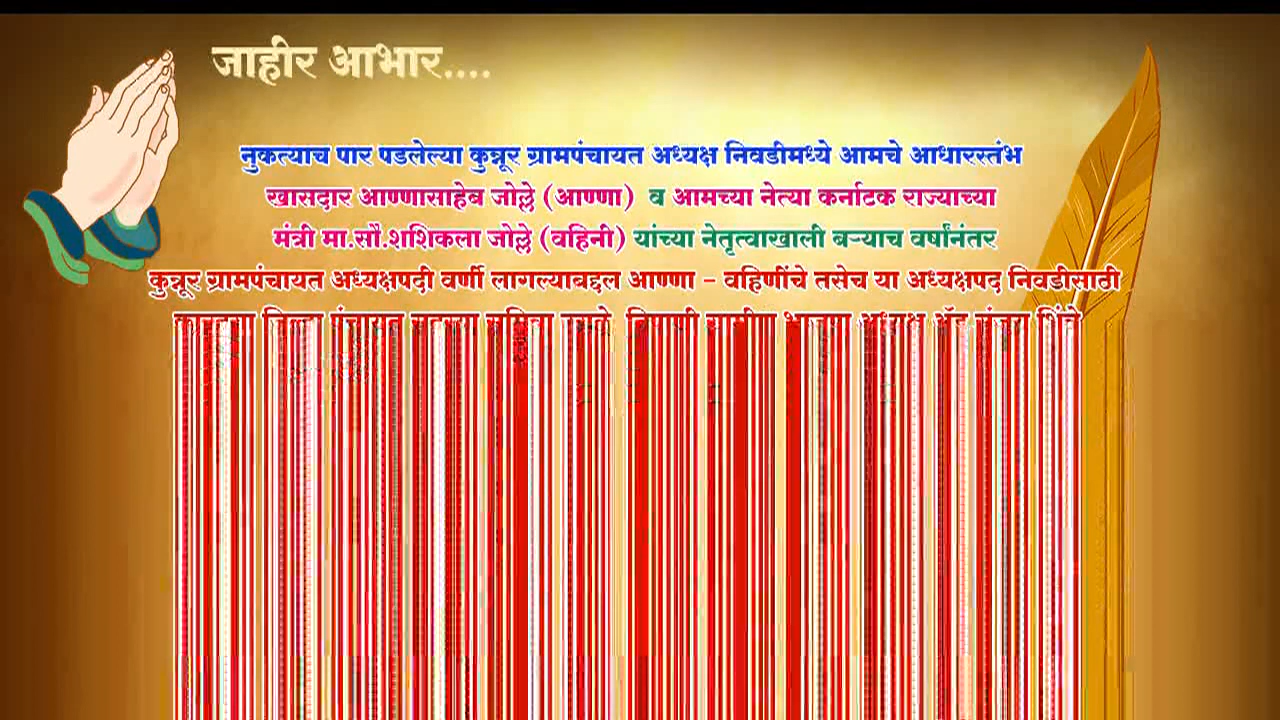 जाहीर आभार....
नुकत्याच पार पडलेल्या कुन्नूर ग्रामपंचायत अध्यक्ष निवडीमध्ये आमचे आधारस्तंभ
खासदार आण्णासाहेब जोल्ले (आण्णा) व आमच्या नेत्या कर्नाटक राज्याच्या
मंत्री मा.सौ.शशिकला जोल्ले (वहिनी) यांच्या नेतृत्वाखाली बऱ्याच वर्षांनंतर
कुन्नूर ग्रामपंचायत अध्यक्षपदी वर्णी लागल्याबद्दल आण्णा - वहिणींचे तसेच या अध्यक्षपद निवडीसाठी